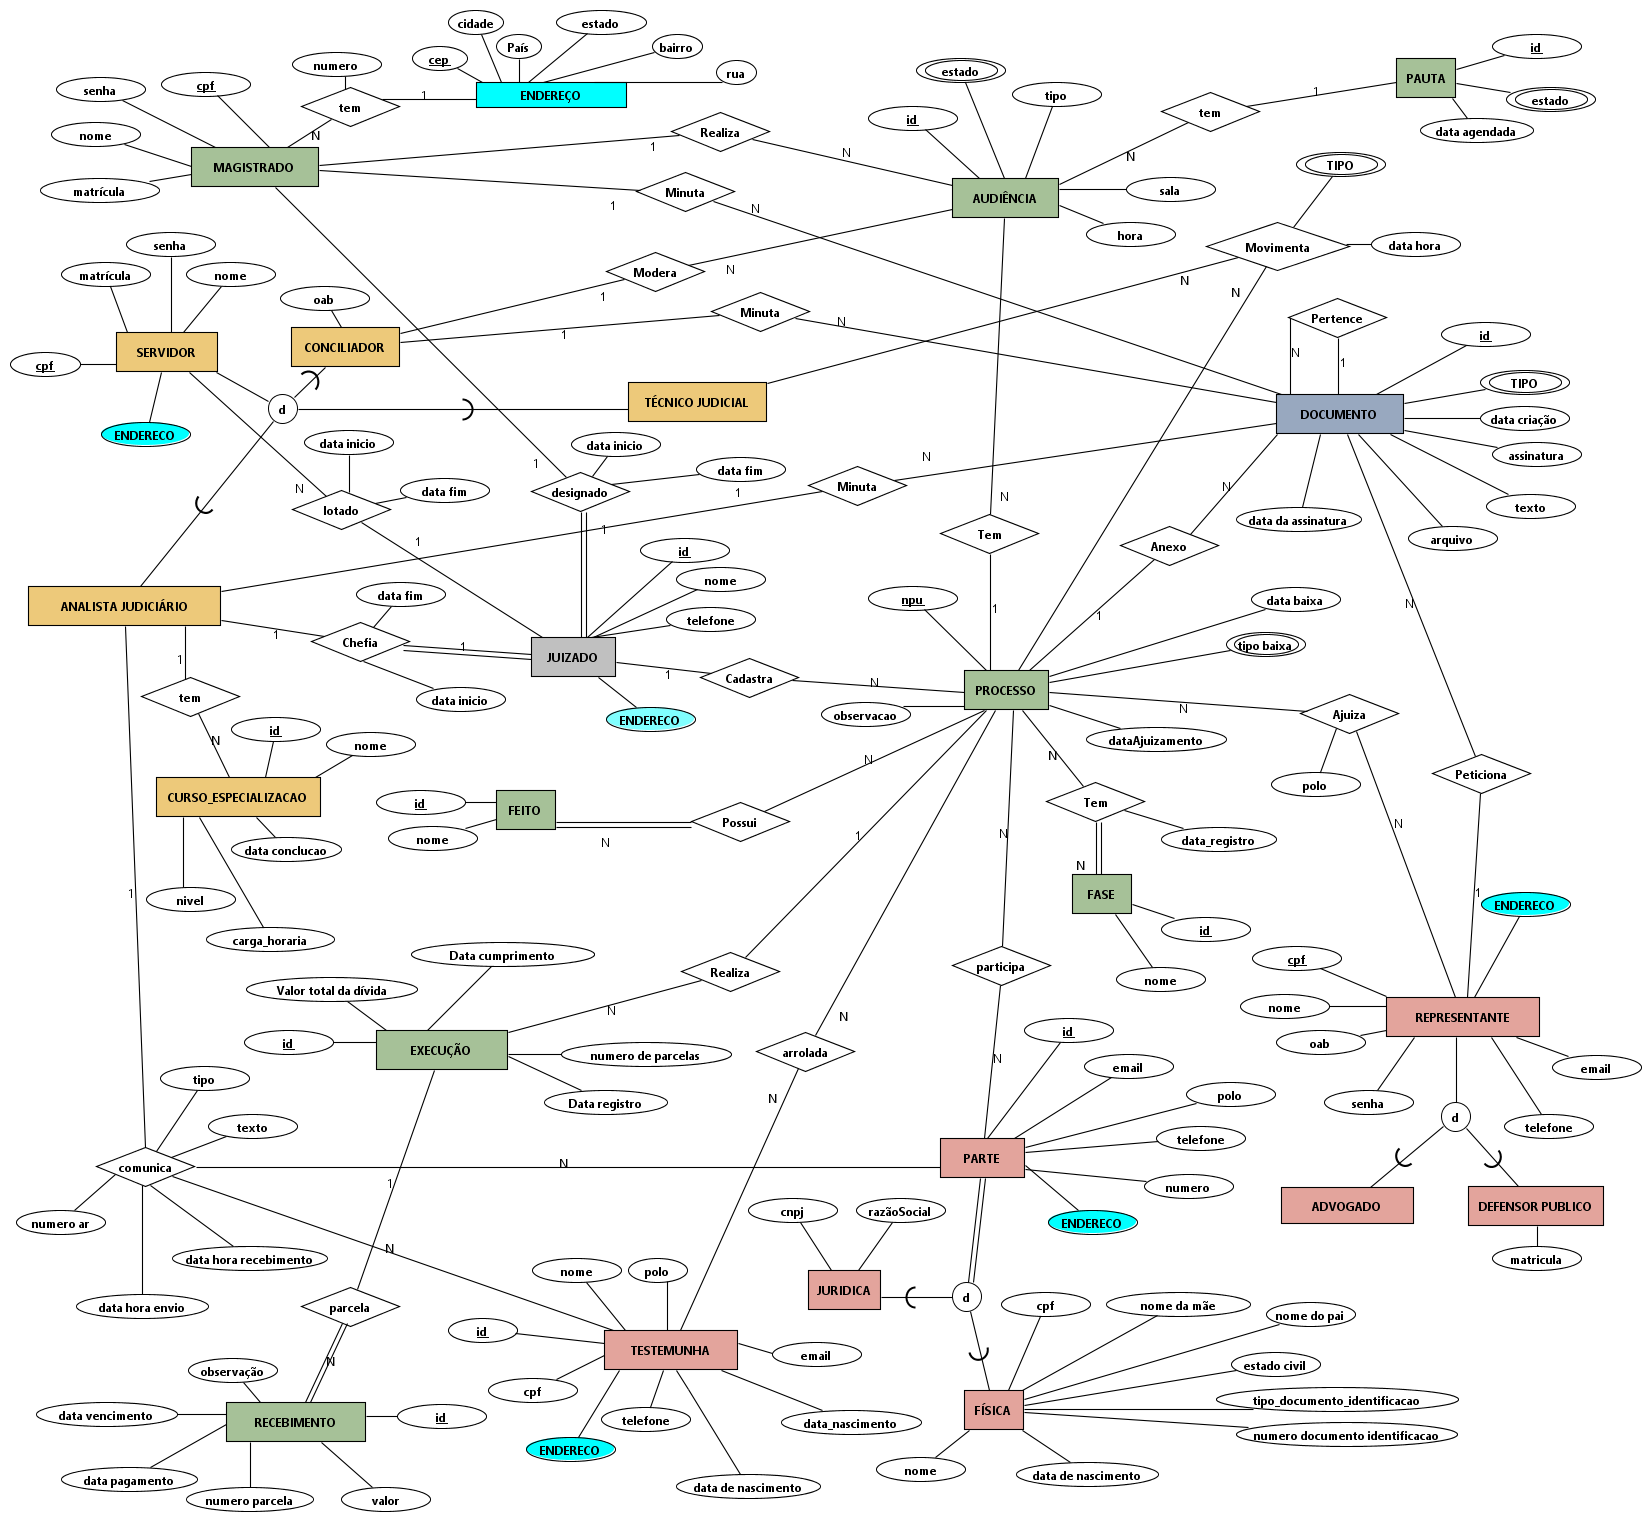 cidade
estado
País
bairro
cep
rua
numero
ENDEREÇO
tem
1
N
senha
cpf
nome
matrícula
MAGISTRADO
Realiza
1
N
Minuta
1
N
estado
tipo
id
AUDIÊNCIA
sala
hora
tem
1
N
PAUTA
id
estado
data agendada
TIPO
Movimenta
data hora
N
N
senha
matrícula
nome
SERVIDOR
cpf
ENDERECO
oab
CONCILIADOR
d
Modera
1
N
Minuta
1
N
TÉCNICO JUDICIAL
Pertence
N
1
id
TIPO
DOCUMENTO
data criação
assinatura
texto
arquivo
data da assinatura
data inicio
data fim
lotado
N
1
data inicio
data fim
designado
1
1
Minuta
1
N
Tem
N
1
Anexo
N
1
ANALISTA JUDICIÁRIO
data fim
Chefia
1
1
data inicio
id
nome
telefone
JUIZADO
ENDERECO
Cadastra
1
N
npu
data baixa
tipo baixa
PROCESSO
observacao
dataAjuizamento
N
Ajuiza
polo
N
N
Peticiona
1
tem
1
N
id
nome
CURSO_ESPECIALIZACAO
data conclucao
nivel
carga_horaria
1
id
FEITO
nome
N
Possui
N
N
Tem
data_registro
N
FASE
id
nome
1
Realiza
N
N
participa
N
N
arrolada
N
Data cumprimento
Valor total da dívida
id
EXECUÇÃO
numero de parcelas
Data registro
ENDERECO
cpf
nome
oab
REPRESENTANTE
email
senha
telefone
d
ADVOGADO
DEFENSOR PUBLICO
matricula
tipo
texto
comunica
numero ar
data hora recebimento
data hora envio
N
N
1
parcela
N
id
email
polo
telefone
PARTE
numero
ENDERECO
cnpj
razãoSocial
JURIDICA
d
nome
polo
id
TESTEMUNHA
email
cpf
telefone
ENDERECO
data_nascimento
data de nascimento
cpf
nome da mãe
nome do pai
estado civil
tipo_documento_identificacao
FÍSICA
numero documento identificacao
nome
data de nascimento
observação
data vencimento
RECEBIMENTO
id
data pagamento
numero parcela
valor